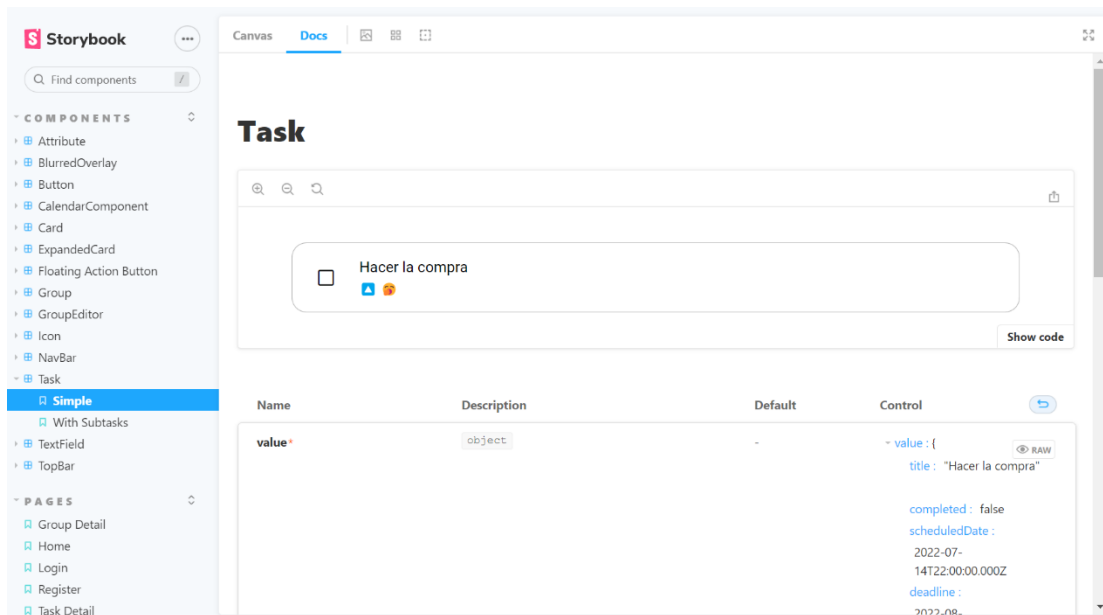 Storybook
Canvas Docs
Find components /
COMPONENTS
Attribute
BlurredOverlay
Button
CalendarComponent
Card
ExpandedCard
Floating Action Button
Group
GroupEditor
Icon
NavBar
Task
Simple
With Subtasks
TextField
TopBar
PAGES
Group Detail
Home
Login
Register
Task Detail
Task
Hacer la compra
Show code
Name Description Default Control
value* object - value : {
RAW
title : "Hacer la compra"
completed : false
scheduledDate :
2022-07-
14T22:00:00.000Z
deadline :
2022-08-